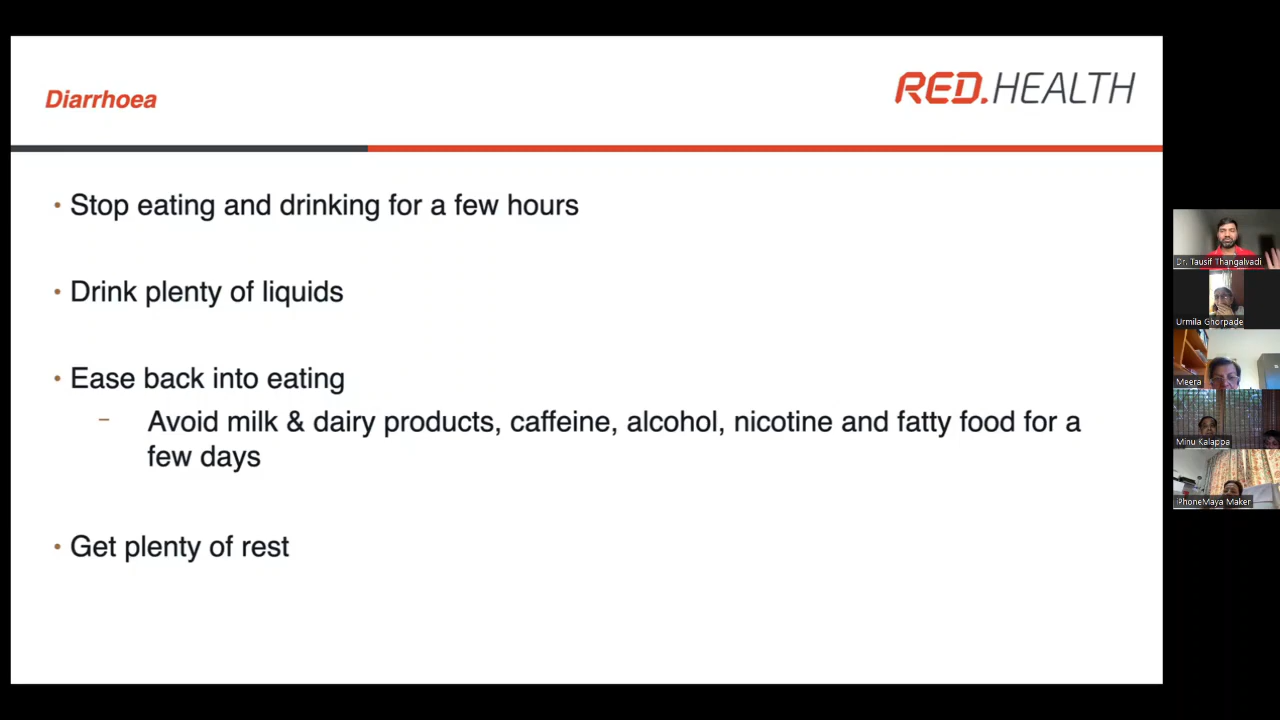 Diarrhoea
RED.HEALTH
• Stop eating and drinking for a few hours
• Drink plenty of liquids
• Ease back into eating
– Avoid milk & dairy products, caffeine, alcohol, nicotine and fatty food for a
few days
• Get plenty of rest
Dr. Tausif Thangalvadi
Urmila Ghorpade
Meera
Minu Kalappa
iPhoneMaya Maker